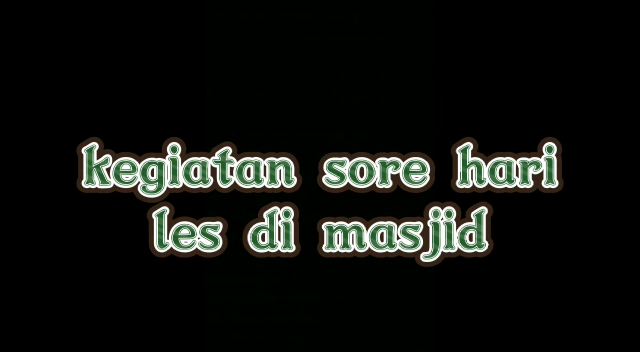 kegiatan sore hari
les di masjid